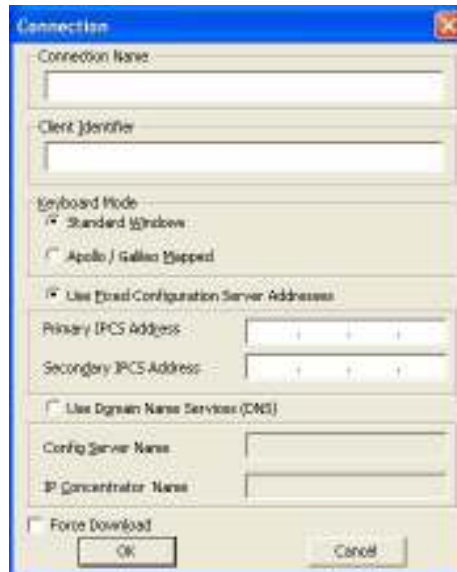 Connection
Connection Name
Client Identifier
Keyboard Mode
Standard Windows
Apollo / Galileo Mapped
Use Fixed Configuration Server Addresses
Primary IPCS Address
Secondary IPCS Address
Use Domain Name Services (DNS)
Config Server Name
IP Concentrator Name
Force Download
OK
Cancel